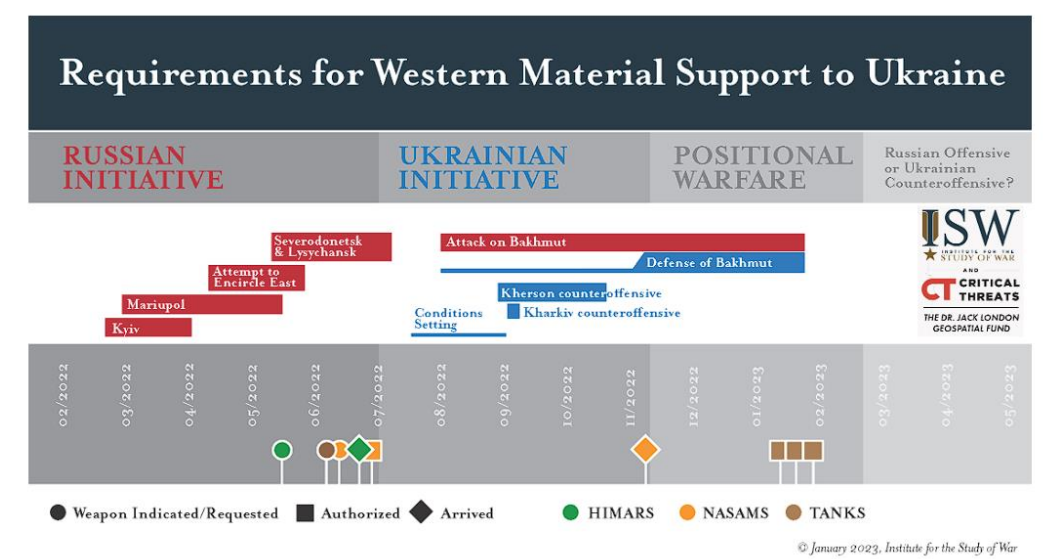 Requirements for Western Material Support to Ukraine
RUSSIAN
INITIATIVE
UKRAINIAN
INITIATIVE
POSITIONAL
WARFARE
Russian Offensive
or Ukrainian
Counteroffensive?
Severodonetsk
& Lysychansk
Attempt to
Encircle East
Mariupol
Kyiv
Attack on Bakhmut
Defense of Bakhmut
Kherson counteroffensive
Kharkiv counteroffensive
Conditions
Setting
ISW
INSTITUTE FOR THE
STUDY OF WAR
AND
CT CRITICAL
THREATS
THE DR. JACK LONDON
GEOSPATIAL FUND
02/2022
03/2022
04/2022
05/2022
06/2022
07/2022
08/2022
09/2022
10/2022
11/2022
12/2022
01/2023
02/2023
03/2023
04/2023
05/2023
Weapon Indicated/Requested
Authorized
Arrived
HIMARS
NASAMS
TANKS
© January 2023, Institute for the Study of War